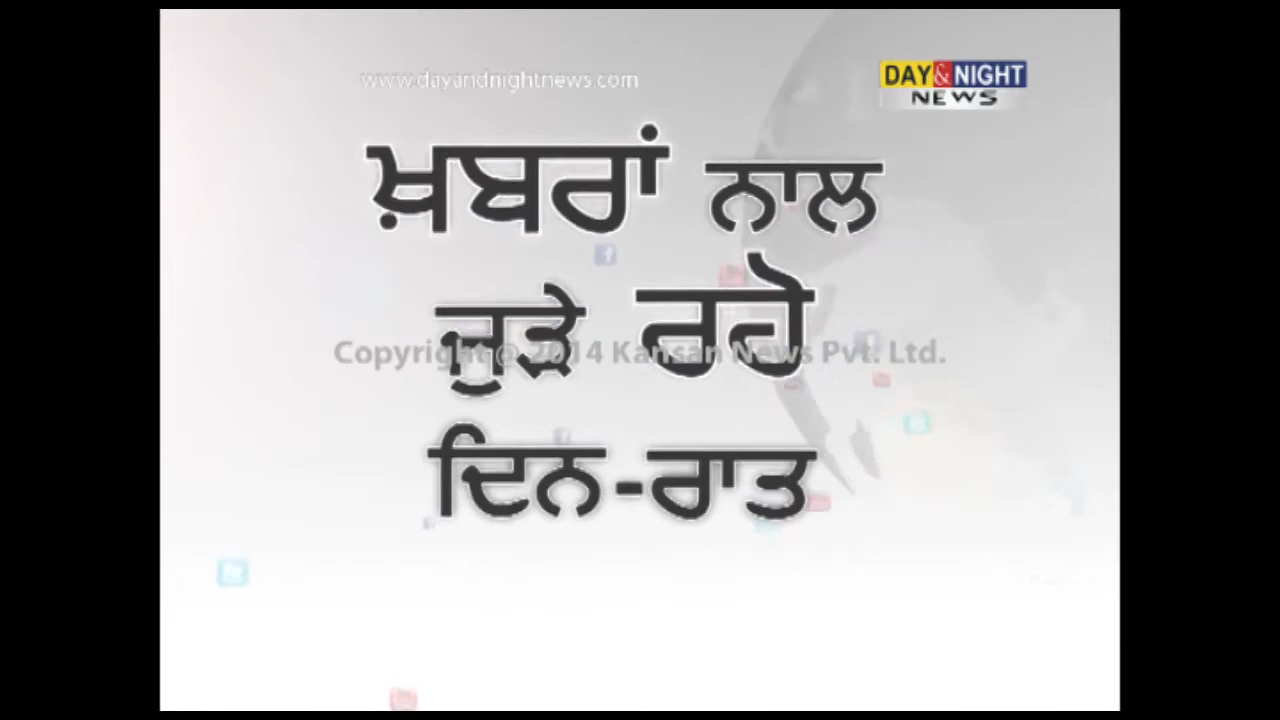 www.dayandnightnews.com
DAY&NIGHT
NEWS
ਖ਼ਬਰਾਂ ਨਾਲ
ਜੁੜੇ ਰਹੋ
Copyright @ 2014 Kansan News Pvt. Ltd.
ਦਿਨ-ਰਾਤ